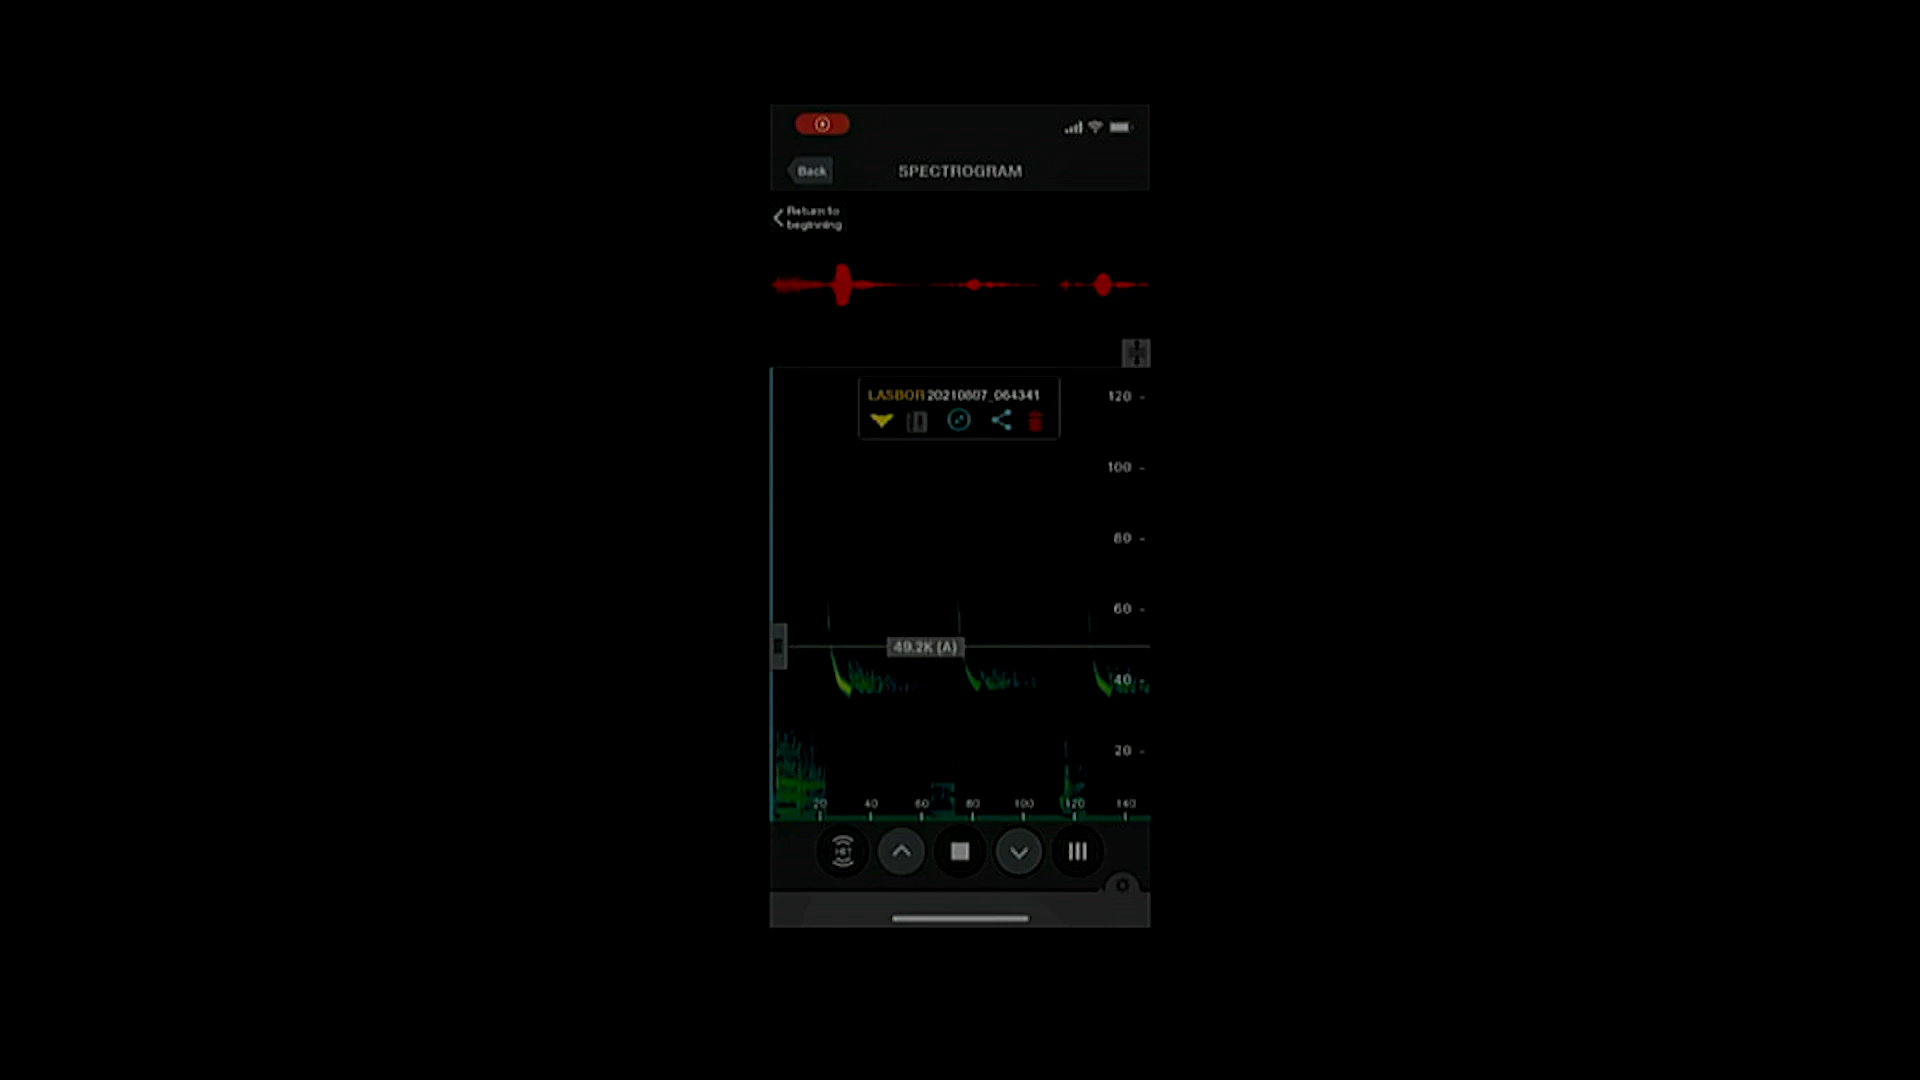 Back
SPECTROGRAM
Return to
beginning
LASBOR 20210807_064341
120
100
80
60
49.2K (A)
40
20
20 40 60 80 100 120 140